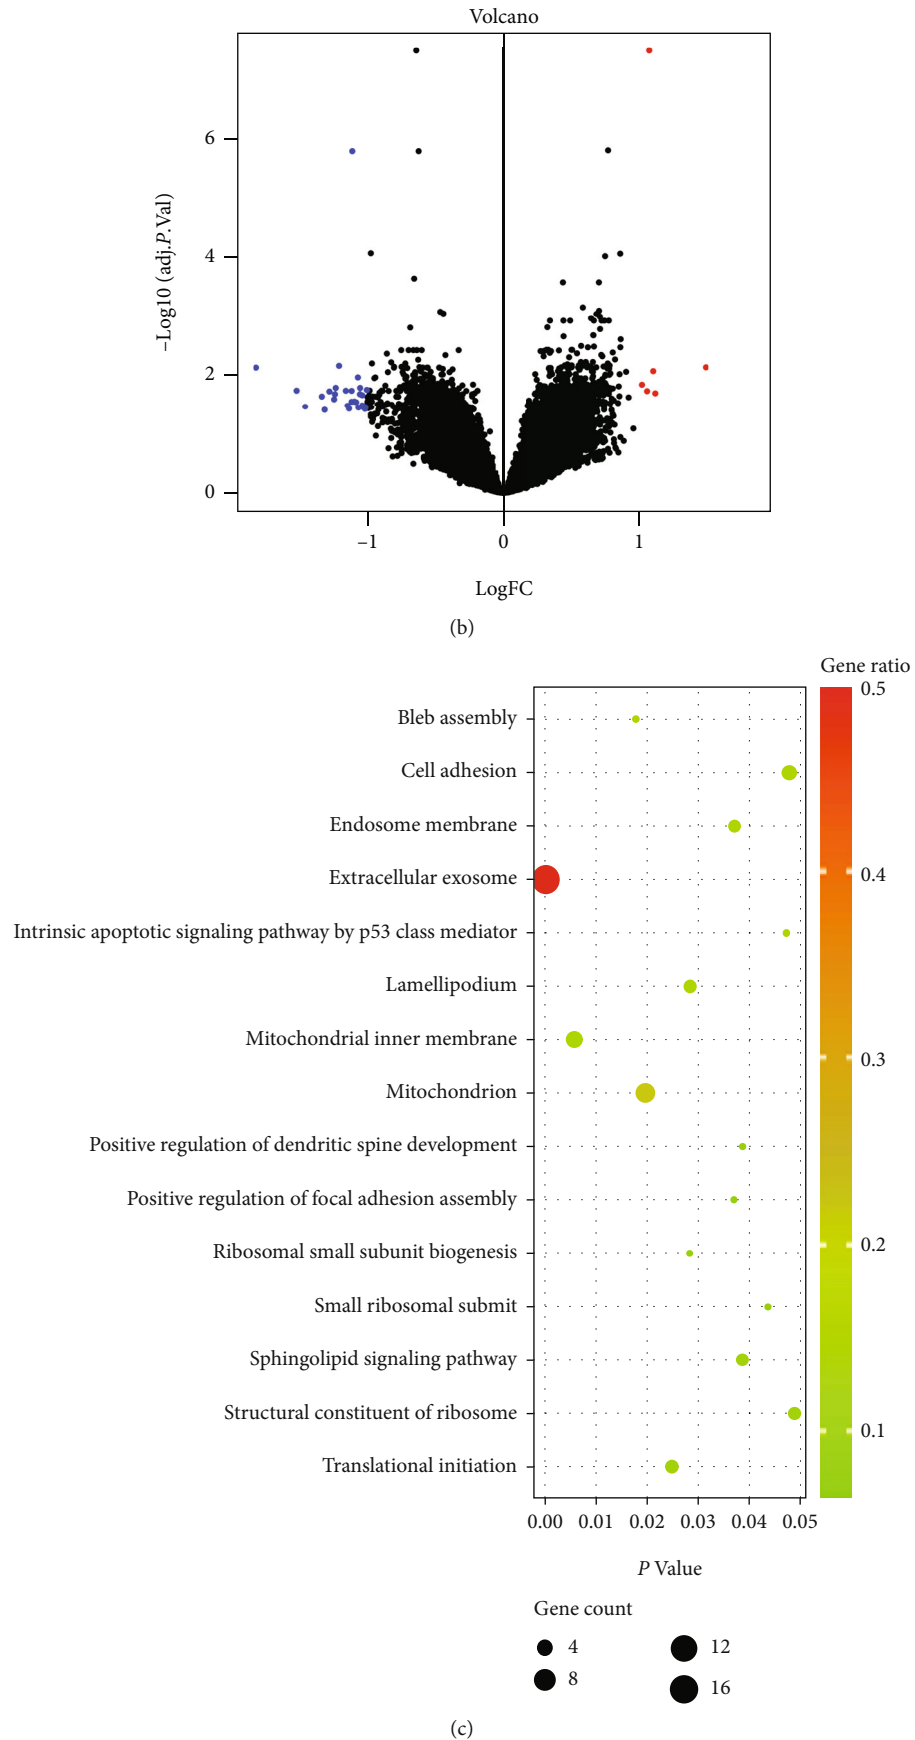 Volcano
6
4
2
0
–Log10 (adj.P.Val)
–1
0
1
LogFC
(b)
Gene ratio
0.5
0.4
0.3
0.2
0.1
Bleb assembly
Cell adhesion
Endosome membrane
Extracellular exosome
Intrinsic apoptotic signaling pathway by p53 class mediator
Lamellipodium
Mitochondrial inner membrane
Mitochondrion
Positive regulation of dendritic spine development
Positive regulation of focal adhesion assembly
Ribosomal small subunit biogenesis
Small ribosomal submit
Sphingolipid signaling pathway
Structural constituent of ribosome
Translational initiation
0.00 0.01 0.02 0.03 0.04 0.05
P Value
Gene count
4 12
8 16
(c)